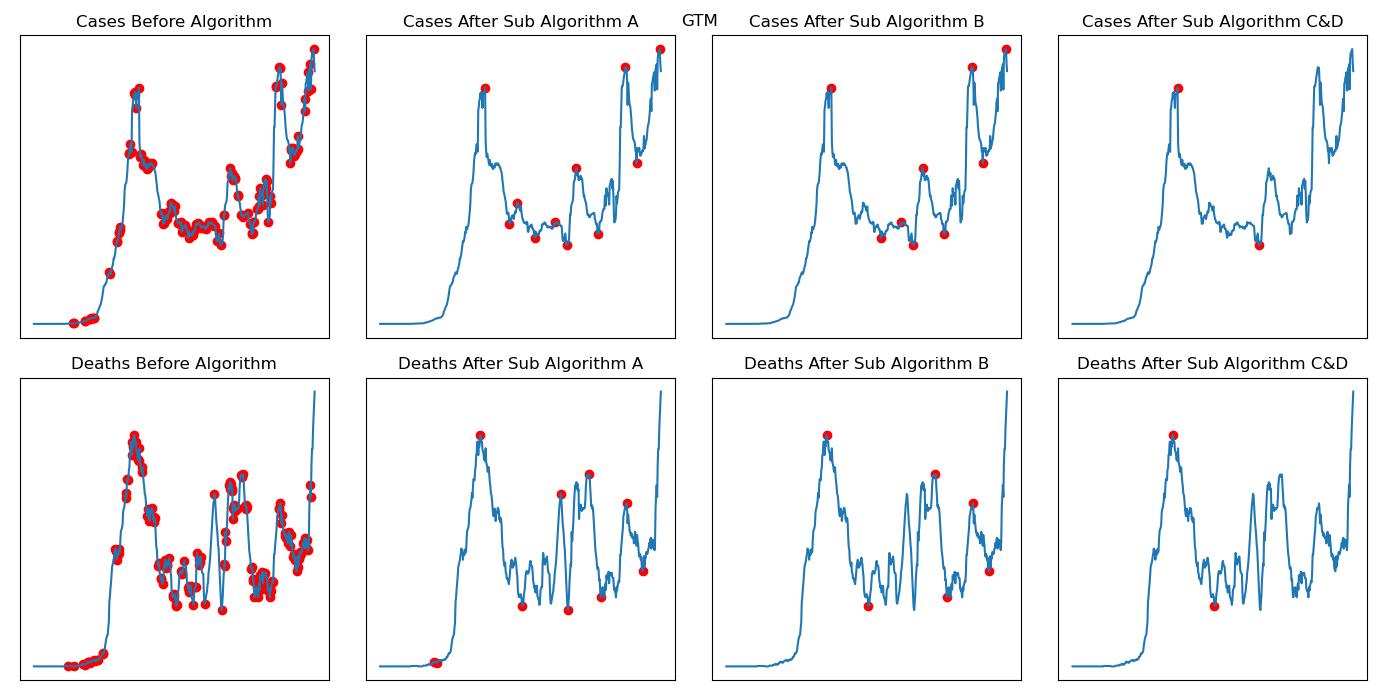 GTM
Cases Before Algorithm
Cases After Sub Algorithm A
Cases After Sub Algorithm B
Cases After Sub Algorithm C&D
Deaths Before Algorithm
Deaths After Sub Algorithm A
Deaths After Sub Algorithm B
Deaths After Sub Algorithm C&D